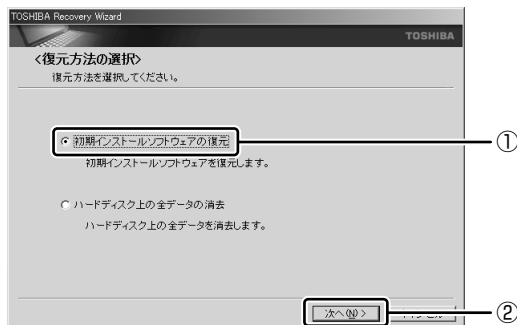 TOSHIBA Recovery Wizard
TOSHIBA
<復元方法の選択>
復元方法を選択してください。
初期インストールソフトウェアの復元
①
初期インストールソフトウェアを復元します。
ハードディスク上の全データの消去
ハードディスク上の全データを消去します。
次へ(N) >
②